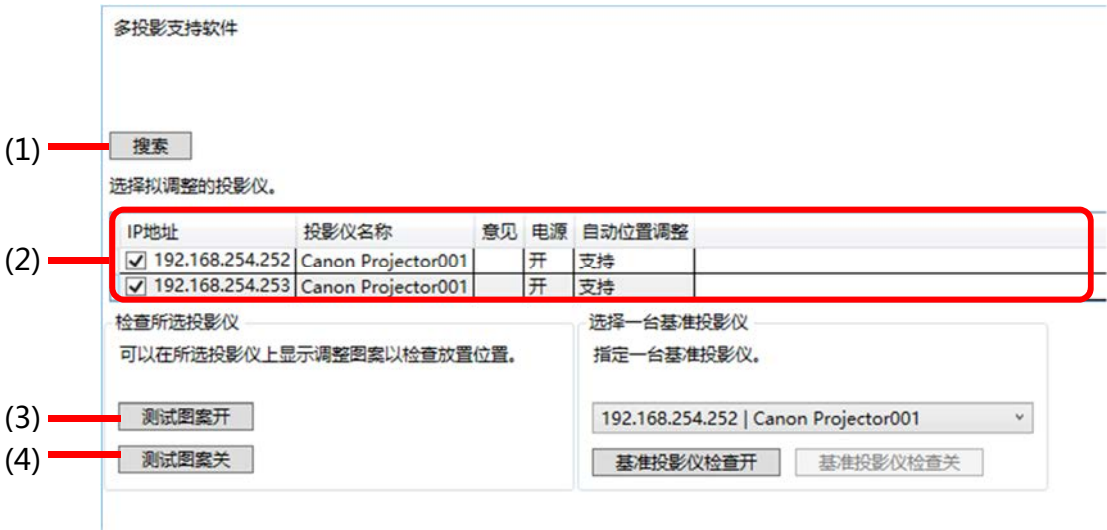 多投影支持软件
(1) 搜索
选择拟调整的投影仪。
IP地址 投影仪名称 意见 电源 自动位置调整
(2) 192.168.254.252 Canon Projector001 开 支持
192.168.254.253 Canon Projector001 开 支持
检查所选投影仪
可以在所选投影仪上显示调整图案以检查放置位置。
(3) 测试图案开
(4) 测试图案关
选择一台基准投影仪
指定一台基准投影仪。
192.168.254.252 | Canon Projector001
基准投影仪检查开 基准投影仪检查关